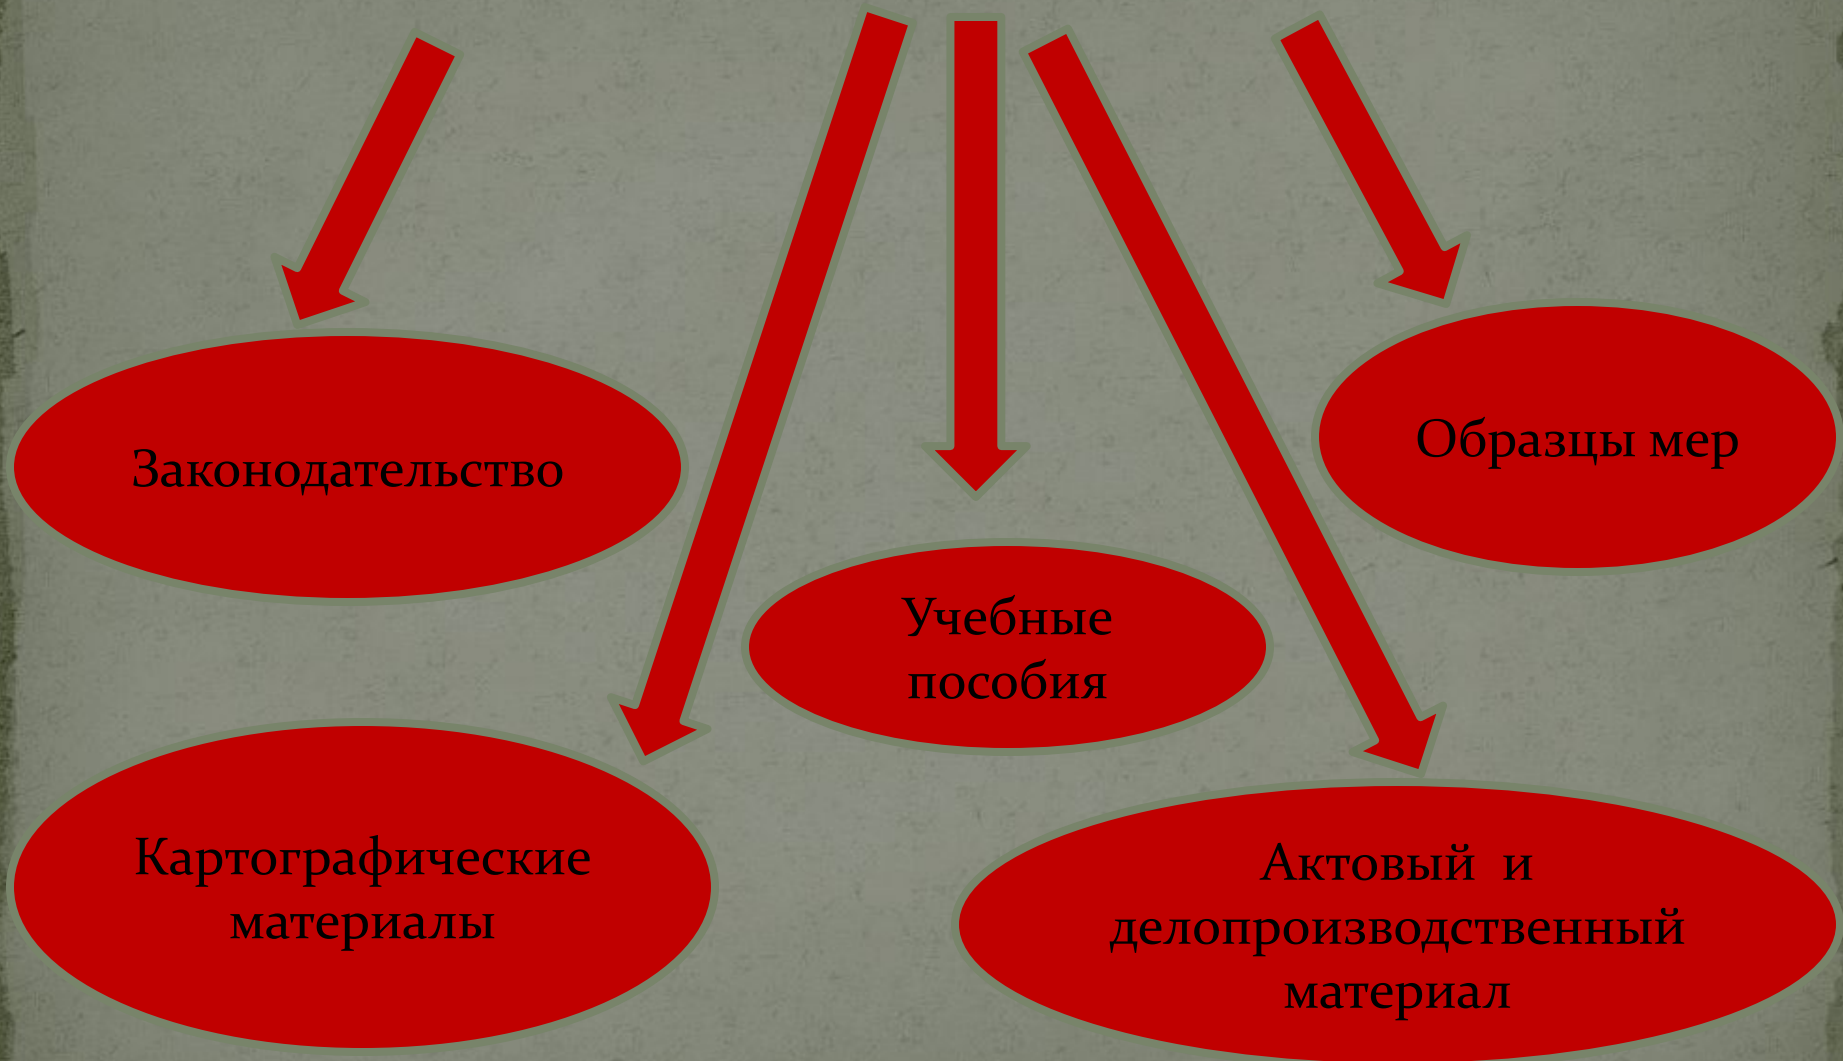 Законодательство
Образцы мер
Учебные
пособия
Картографические
материалы
Актовый и
делопроизводственный
материал